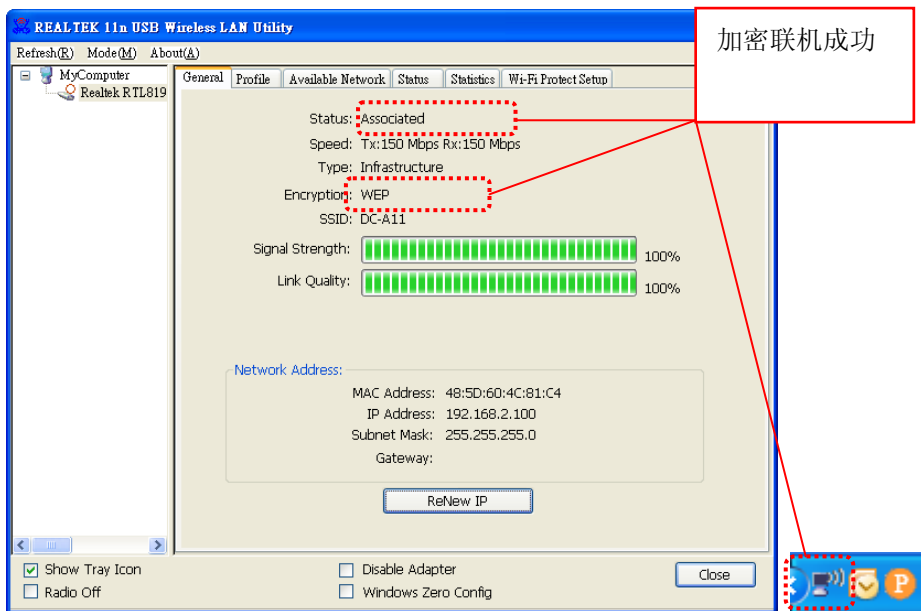 REALTEK 11n USB Wireless LAN Utility
加密联机成功
Refresh(R) Mode(M) About(A)
MyComputer
Realtek RTL819
General Profile Available Network Status Statistics Wi-Fi Protect Setup
Status: Associated
Speed: Tx:150 Mbps Rx:150 Mbps
Type: Infrastructure
Encryption: WEP
SSID: DC-A11
Signal Strength: 100%
Link Quality: 100%
Network Address:
MAC Address: 48:5D:60:4C:81:C4
IP Address: 192.168.2.100
Subnet Mask: 255.255.255.0
Gateway:
ReNew IP
Show Tray Icon
Radio Off
Disable Adapter
Windows Zero Config
Close
P